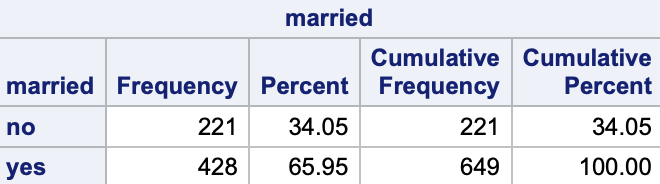 married
married Frequency Percent Cumulative Frequency Cumulative Percent
no 221 34.05 221 34.05
yes 428 65.95 649 100.00